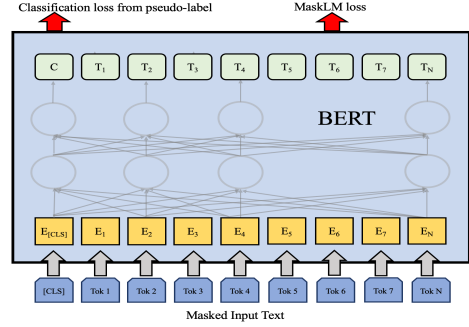 Classification loss from pseudo-label MaskLM loss
C T1 T2 T3 T4 T5 T6 T7 TN
BERT
E[CLS] E1 E2 E3 E4 E5 E6 E7 EN
[CLS] Tok 1 Tok 2 Tok 3 Tok 4 Tok 5 Tok 6 Tok 7 Tok N
Masked Input Text